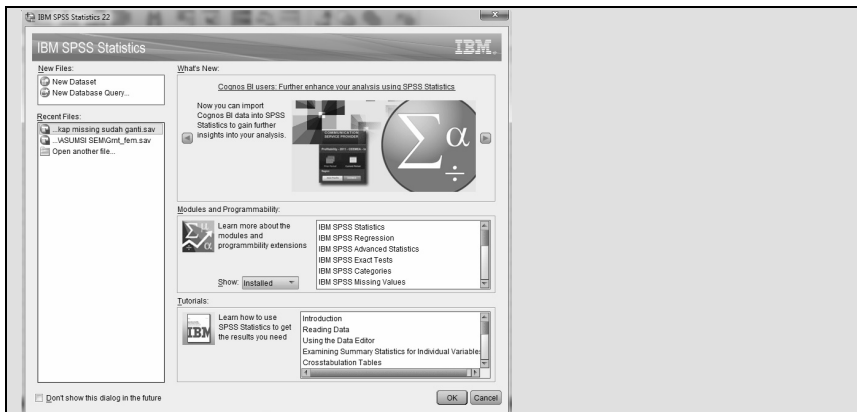 IBM SPSS Statistics 22
IBM SPSS Statistics
IBM.
New Files:
New Dataset
New Database Query...
Recent Files:
...kap missing sudah ganti.sav
...\ASUMSI SEM\Grnt_fem.sav
Open another file...
What's New:
Cognos BI users: Further enhance your analysis using SPSS Statistics
Now you can import
Cognos BI data into SPSS
Statistics to gain further
insights into your analysis.
COMMUNICATION
SERVICE PROVIDER
Σ α ÷
Modules and Programmability:
Learn more about the
modules and
programmbility extensions
Show: Installed
IBM SPSS Statistics
IBM SPSS Regression
IBM SPSS Advanced Statistics
IBM SPSS Exact Tests
IBM SPSS Categories
IBM SPSS Missing Values
Tutorials:
IBM
Learn how to use
SPSS Statistics to get
the results you need
Introduction
Reading Data
Using the Data Editor
Examining Summary Statistics for Individual Variables
Crosstabulation Tables
Don't show this dialog in the future
OK
Cancel